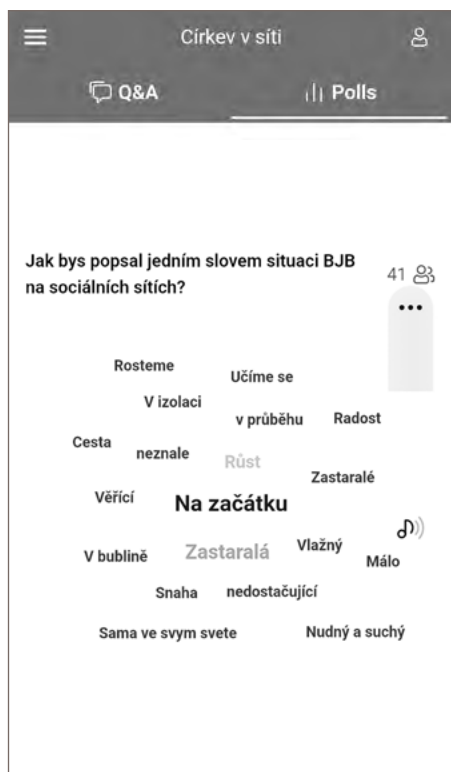 Církev v síti
Q&A
Polls
Jak bys popsal jedním slovem situaci BJB
na sociálních sítích?
41
Rosteme
Učíme se
V izolaci
v průběhu
Radost
Cesta
neznale
Růst
Zastaralé
Věřící
Na začátku
V bublině
Zastaralá
Vlažný
Málo
Snaha
nedostačující
Sama ve svym svete
Nudný a suchý